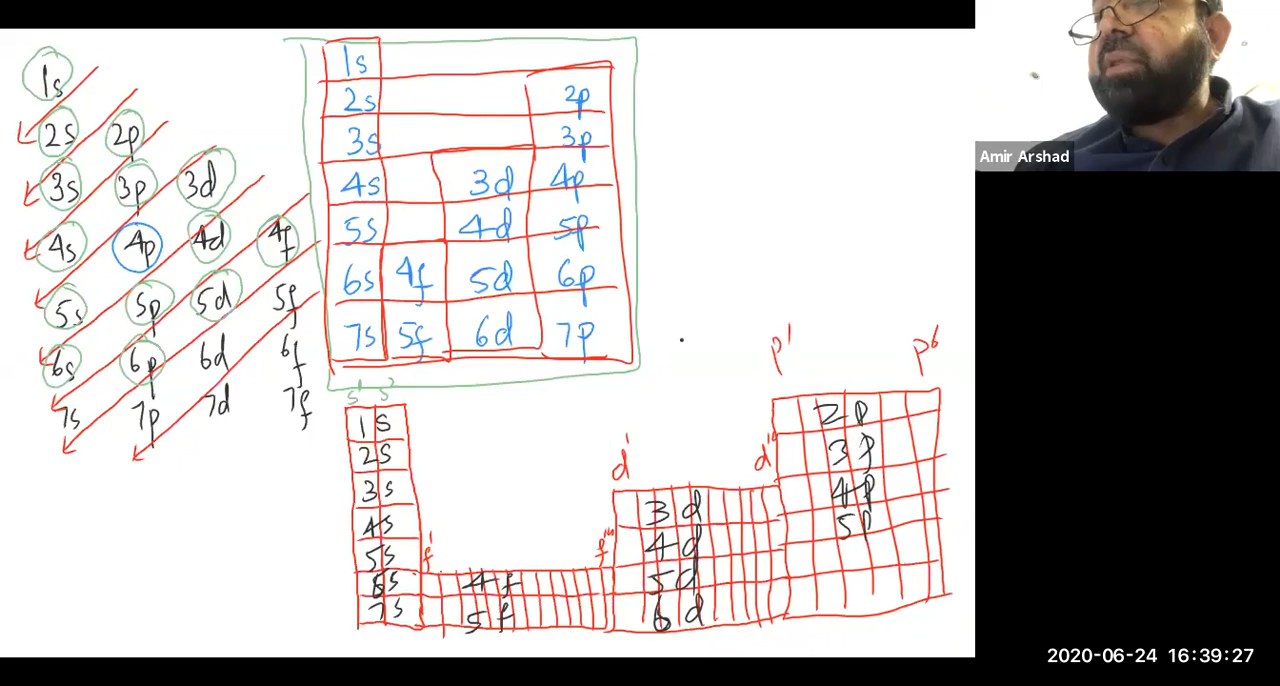 1s
2s 2p
3s 3p 3d
4s 4p 4d 4f
5s 5p 5d 5f
6s 6p 6d 6f
7s 7p 7d 7f
1s
2s 2p
3s 3p
4s 3d 4p
5s 4d 5p
6s 4f 5d 6p
7s 5f 6d 7p
s¹ s²
p¹ p⁶
d¹ d¹⁰
f¹ f¹⁴
1s
2s 2p
3s 3p
4s 3d 4p
5s 4d 5p
6s 4f 5d
7s 5f 6d
Amir Arshad
2020-06-24 16:39:27